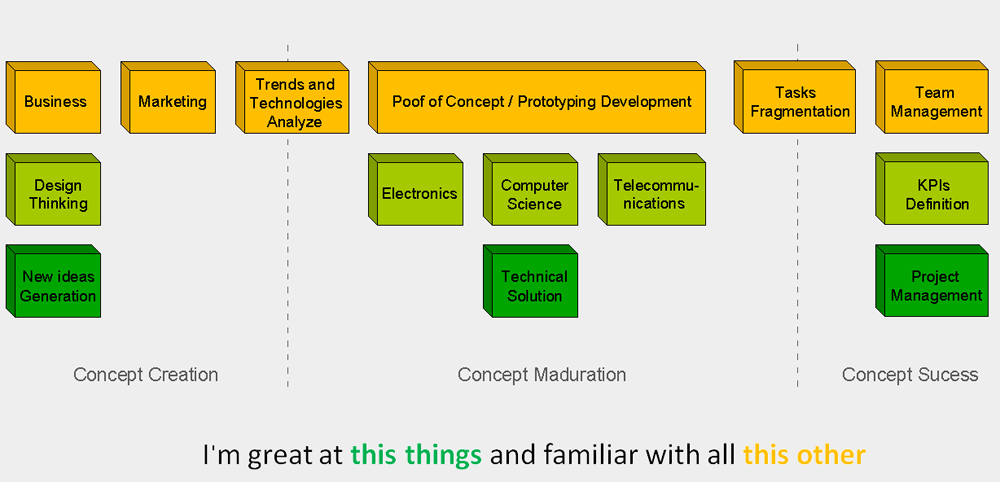 Business
Marketing
Trends and
Technologies
Analyze
Poof of Concept / Prototyping Development
Tasks
Fragmentation
Team
Management
Design
Thinking
Electronics
Computer
Science
Telecommu-
nications
KPIs
Definition
New ideas
Generation
Technical
Solution
Project
Management
Concept Creation
Concept Maduration
Concept Sucess
I'm great at this things and familiar with all this other